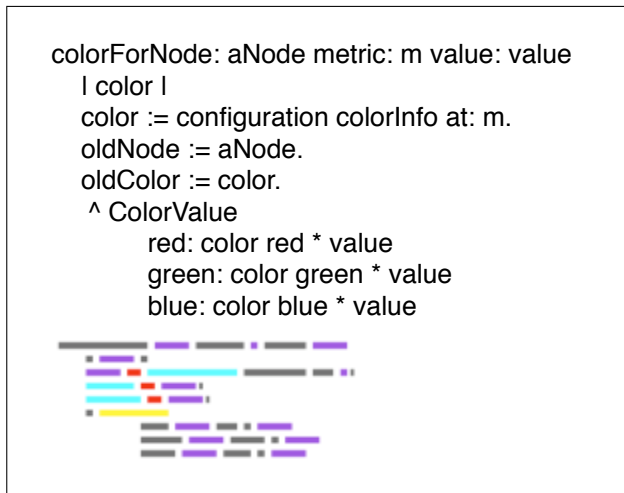 colorForNode: aNode metric: m value: value
| color |
color := configuration colorInfo at: m.
oldNode := aNode.
oldColor := color.
^ ColorValue
red: color red * value
green: color green * value
blue: color blue * value